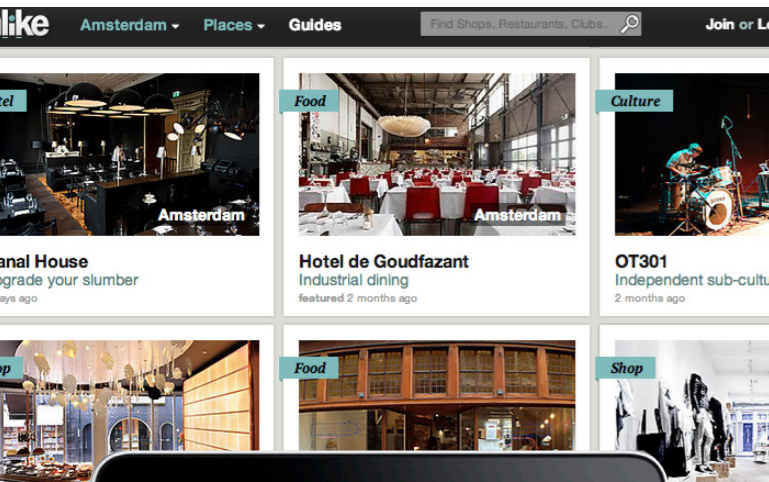 like Amsterdam Places Guides Find Shops, Restaurants, Clubs.. Join or Lo
tel Food Culture
Amsterdam Amsterdam
anal House Hotel de Goudfazant OT301
pgrade your slumber Industrial dining Independent sub-cultu
ays ago featured 2 months ago 2 months ago
op Food Shop